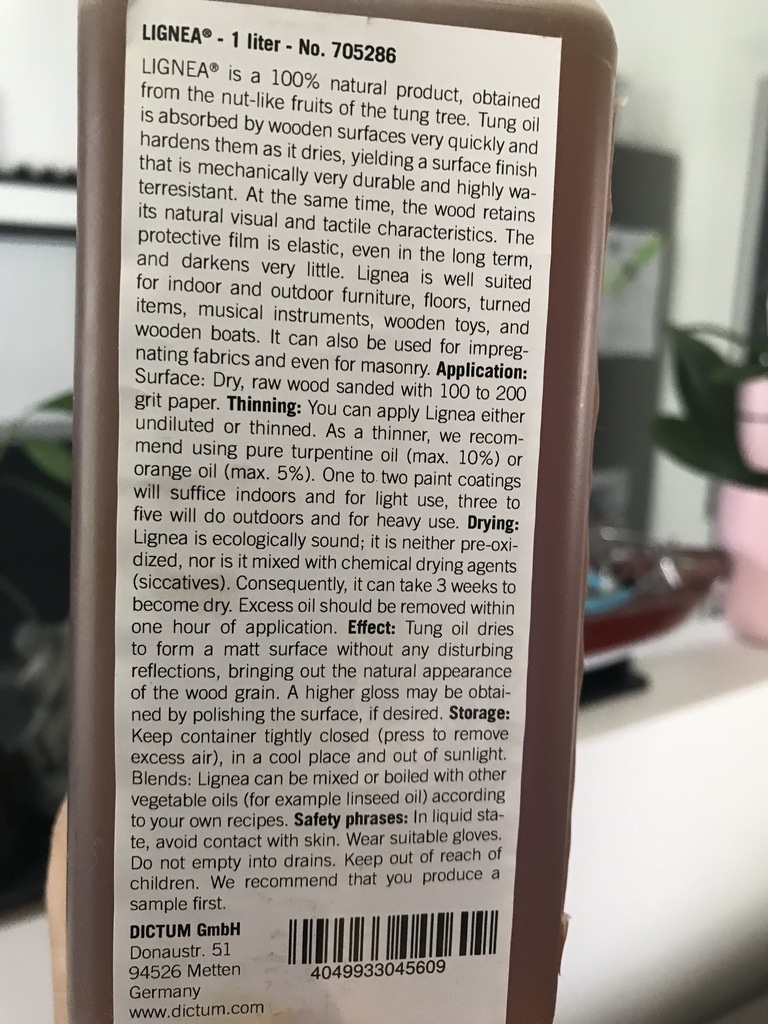 LIGNEA® - 1 liter - No. 705286
LIGNEA® is a 100% natural product, obtained
from the nut-like fruits of the tung tree. Tung oil
is absorbed by wooden surfaces very quickly and
hardens them as it dries, yielding a surface finish
that is mechanically very durable and highly wa-
terresistant. At the same time, the wood retains
its natural visual and tactile characteristics. The
protective film is elastic, even in the long term,
and darkens very little. Lignea is well suited
for indoor and outdoor furniture, floors, turned
items, musical instruments, wooden toys, and
wooden boats. It can also be used for impreg-
nating fabrics and even for masonry. Application:
Surface: Dry, raw wood sanded with 100 to 200
grit paper. Thinning: You can apply Lignea either
undiluted or thinned. As a thinner, we recom-
mend using pure turpentine oil (max. 10%) or
orange oil (max. 5%). One to two paint coatings
will suffice indoors and for light use, three to
five will do outdoors and for heavy use. Drying:
Lignea is ecologically sound; it is neither pre-oxi-
dized, nor is it mixed with chemical drying agents
(siccatives). Consequently, it can take 3 weeks to
become dry. Excess oil should be removed within
one hour of application. Effect: Tung oil dries
to form a matt surface without any disturbing
reflections, bringing out the natural appearance
of the wood grain. A higher gloss may be obtai-
ned by polishing the surface, if desired. Storage:
Keep container tightly closed (press to remove
excess air), in a cool place and out of sunlight.
Blends: Lignea can be mixed or boiled with other
vegetable oils (for example linseed oil) according
to your own recipes. Safety phrases: In liquid sta-
te, avoid contact with skin. Wear suitable gloves.
Do not empty into drains. Keep out of reach of
children. We recommend that you produce a
sample first.
DICTUM GmbH
Donaustr. 51
94526 Metten
Germany
www.dictum.com
4049933045609